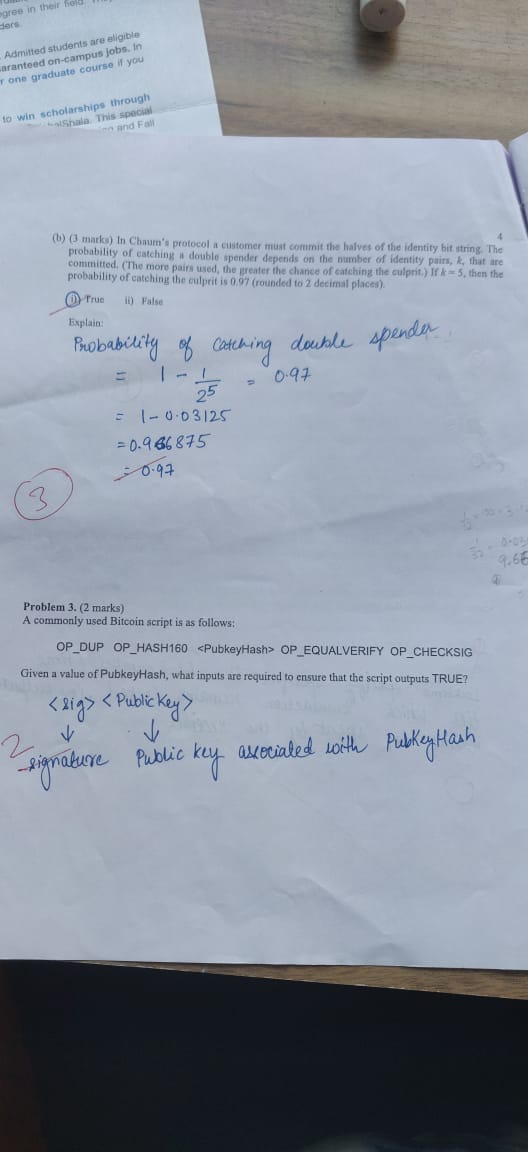 gree in their field.
ders.
Admitted students are eligible
aranteed on-campus jobs. In
r one graduate course if you
to win scholarships through
Shala. This special
and Fall
4
(b) (3 marks) In Chaum's protocol a customer must commit the halves of the identity bit string. The
probability of catching a double spender depends on the number of identity pairs, k, that are
committed. (The more pairs used, the greater the chance of catching the culprit.) If k = 5, then the
probability of catching the culprit is 0.97 (rounded to 2 decimal places).
i) True ii) False
Explain:
Probability of catching double spender
= 1 - 1/2^5 = 0.97
= 1 - 0.03125
= 0.966875
= 0.97
3
Problem 3. (2 marks)
A commonly used Bitcoin script is as follows:
OP_DUP OP_HASH160 <PubkeyHash> OP_EQUALVERIFY OP_CHECKSIG
Given a value of PubkeyHash, what inputs are required to ensure that the script outputs TRUE?
<sig> <Public Key>
↓ ↓
2 signature Public key associated with PubKeyHash